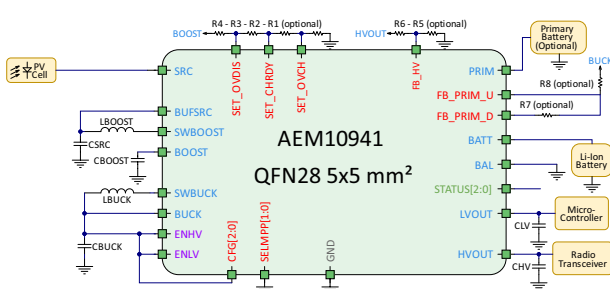 R4 - R3 - R2 - R1 (optional)
BOOST
R6 - R5 (optional)
HVOUT
Primary
Battery
(Optional)
BUCK
PV
Cell
SRC
SET_OVDIS
SET_CHRDY
SET_OVCH
FB_HV
PRIM
R8 (optional)
FB_PRIM_U
R7 (optional)
FB_PRIM_D
BUFSRC
LBOOST
SWBOOST
CSRC
CBOOST
BOOST
AEM10941
QFN28 5x5 mm²
BATT
BAL
Li-Ion
Battery
STATUS[2:0]
SWBUCK
LBUCK
BUCK
LVOUT
Micro-
Controller
CLV
ENHV
CBUCK
ENLV
CFG[2:0]
SELMPP[1:0]
GND
HVOUT
CHV
Radio
Transceiver